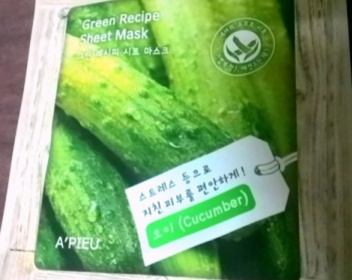 Green Recipe
Sheet Mask
그린 레시피 시트 마스크
스트레스 등으로
지친 피부를 편안하게!
오이 (Cucumber)
A'PIEU